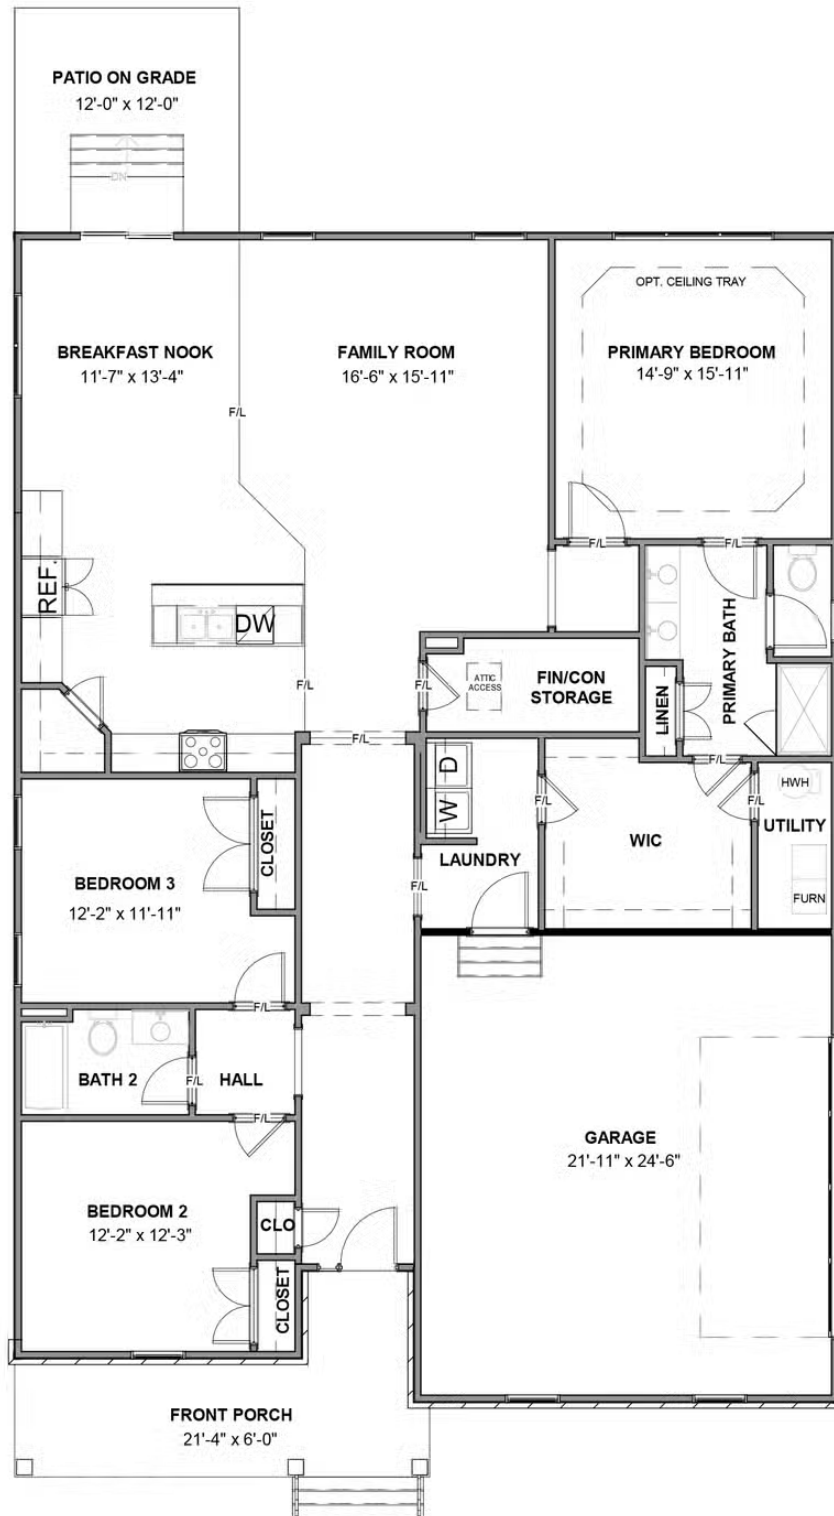 PATIO ON GRADE
12'-0" x 12'-0"
DN
OPT. CEILING TRAY
BREAKFAST NOOK
11'-7" x 13'-4"
FAMILY ROOM
16'-6" x 15'-11"
PRIMARY BEDROOM
14'-9" x 15'-11"
F/L
F/L
F/L
REF.
DW
PRIMARY BATH
F/L
F/L
ATTIC
ACCESS
FIN/CON
STORAGE
LINEN
F/L
D
W
F/L
HWH
F/L
F/L
CLOSET
WIC
UTILITY
LAUNDRY
BEDROOM 3
12'-2" x 11'-11"
F/L
FURN
F/L
BATH 2
F/L
HALL
F/L
GARAGE
21'-11" x 24'-6"
BEDROOM 2
12'-2" x 12'-3"
CLO
CLOSET
FRONT PORCH
21'-4" x 6'-0"